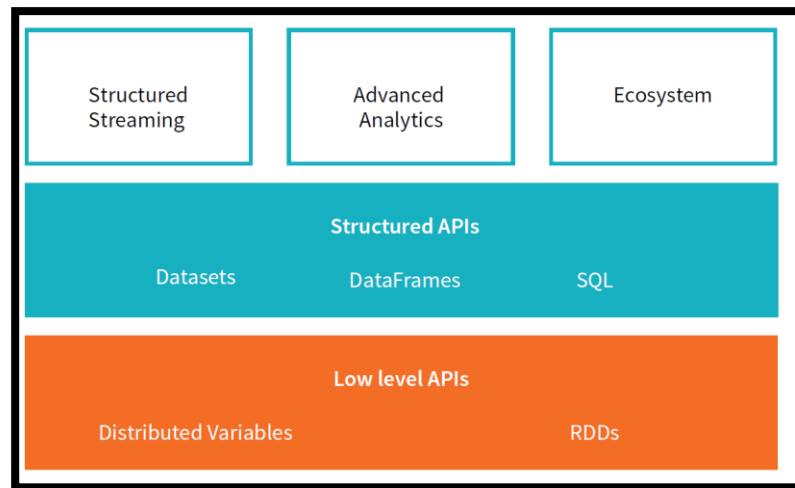 Structured
Streaming
Advanced
Analytics
Ecosystem
Structured APIs
Datasets DataFrames SQL
Low level APIs
Distributed Variables RDDs